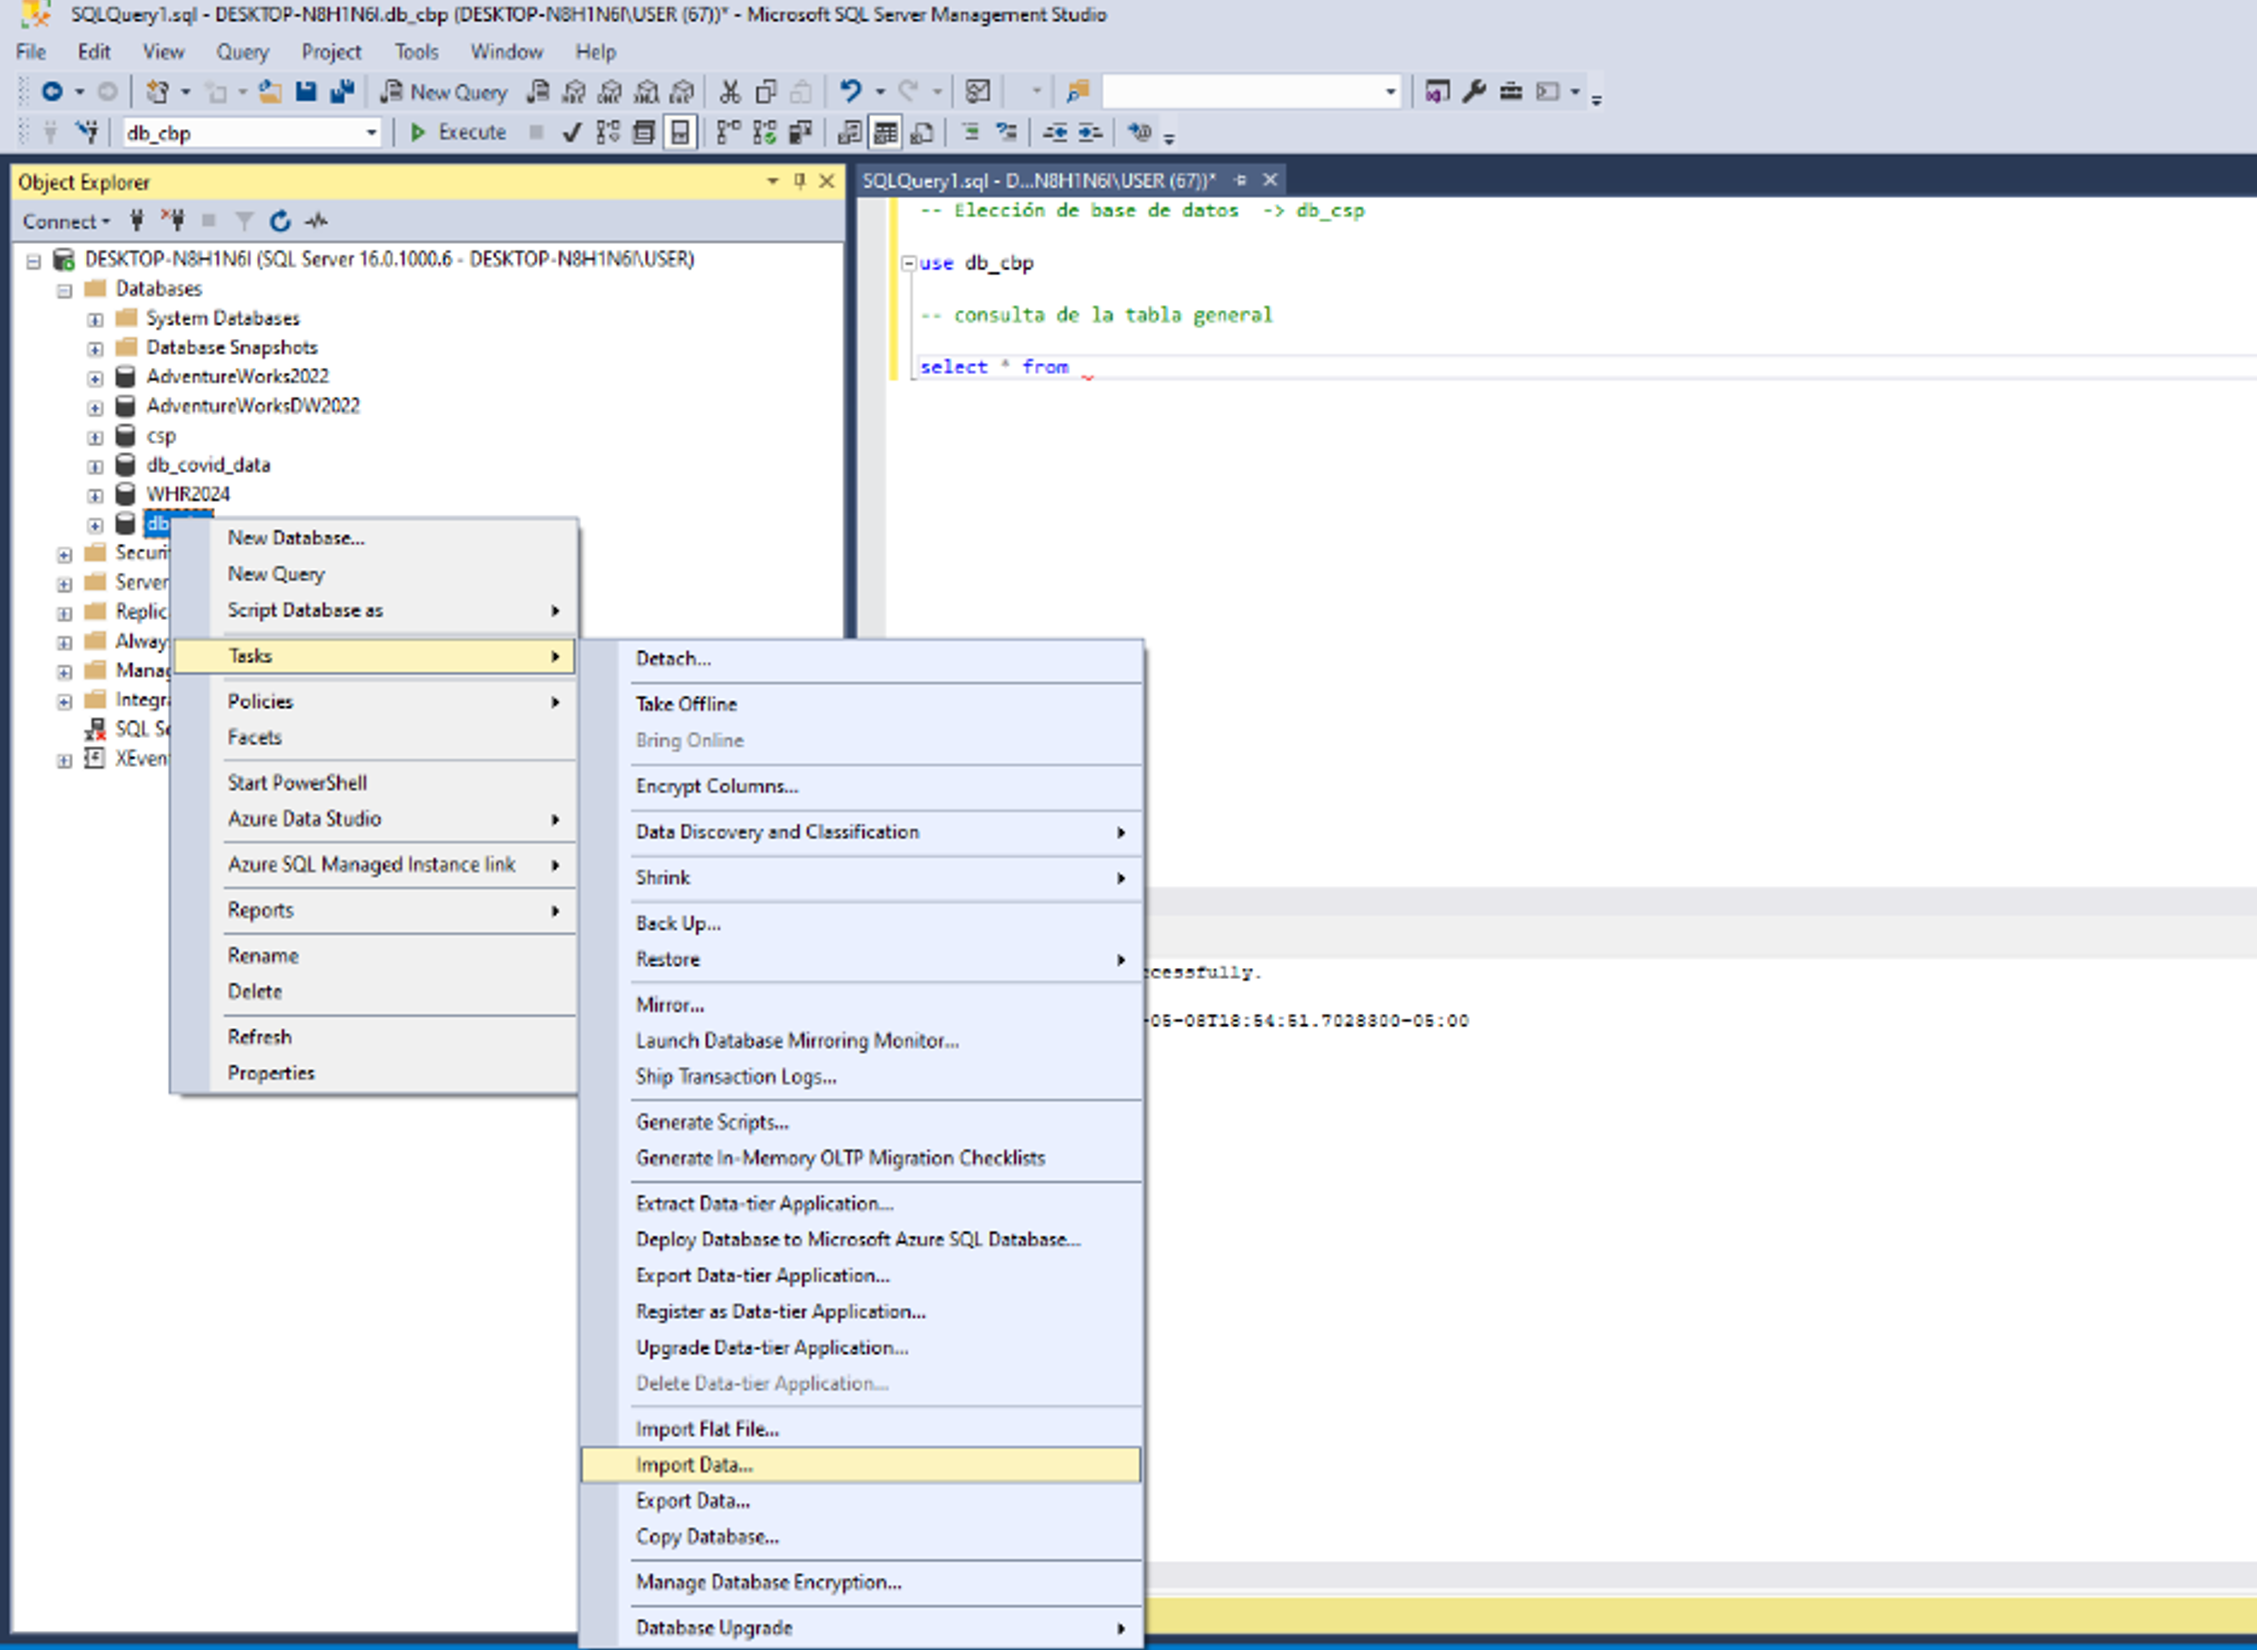 SQLQuery1.sql - DESKTOP-N8H1N6I.db_cbp (DESKTOP-N8H1N6I\USER (67))* - Microsoft SQL Server Management Studio
File Edit View Query Project Tools Window Help
New Query
db_cbp Execute
Object Explorer
Connect
DESKTOP-N8H1N6I (SQL Server 16.0.1000.6 - DESKTOP-N8H1N6I\USER)
Databases
System Databases
Database Snapshots
AdventureWorks2022
AdventureWorksDW2022
csp
db_covid_data
WHR2024
db
Securi
Server
Replic
Alway
Manag
Integra
SQL Se
XEven
New Database...
New Query
Script Database as
Tasks
Policies
Facets
Start PowerShell
Azure Data Studio
Azure SQL Managed Instance link
Reports
Rename
Delete
Refresh
Properties
Detach...
Take Offline
Bring Online
Encrypt Columns...
Data Discovery and Classification
Shrink
Back Up...
Restore
Mirror...
Launch Database Mirroring Monitor...
Ship Transaction Logs...
Generate Scripts...
Generate In-Memory OLTP Migration Checklists
Extract Data-tier Application...
Deploy Database to Microsoft Azure SQL Database...
Export Data-tier Application...
Register as Data-tier Application...
Upgrade Data-tier Application...
Delete Data-tier Application...
Import Flat File...
Import Data...
Export Data...
Copy Database...
Manage Database Encryption...
Database Upgrade
SQLQuery1.sql - D...N8H1N6I\USER (67))*
-- Elección de base de datos -> db_csp
use db_cbp
-- consulta de la tabla general
select * from
ccessfully.
-05-08T18:54:51.7028800-05:00